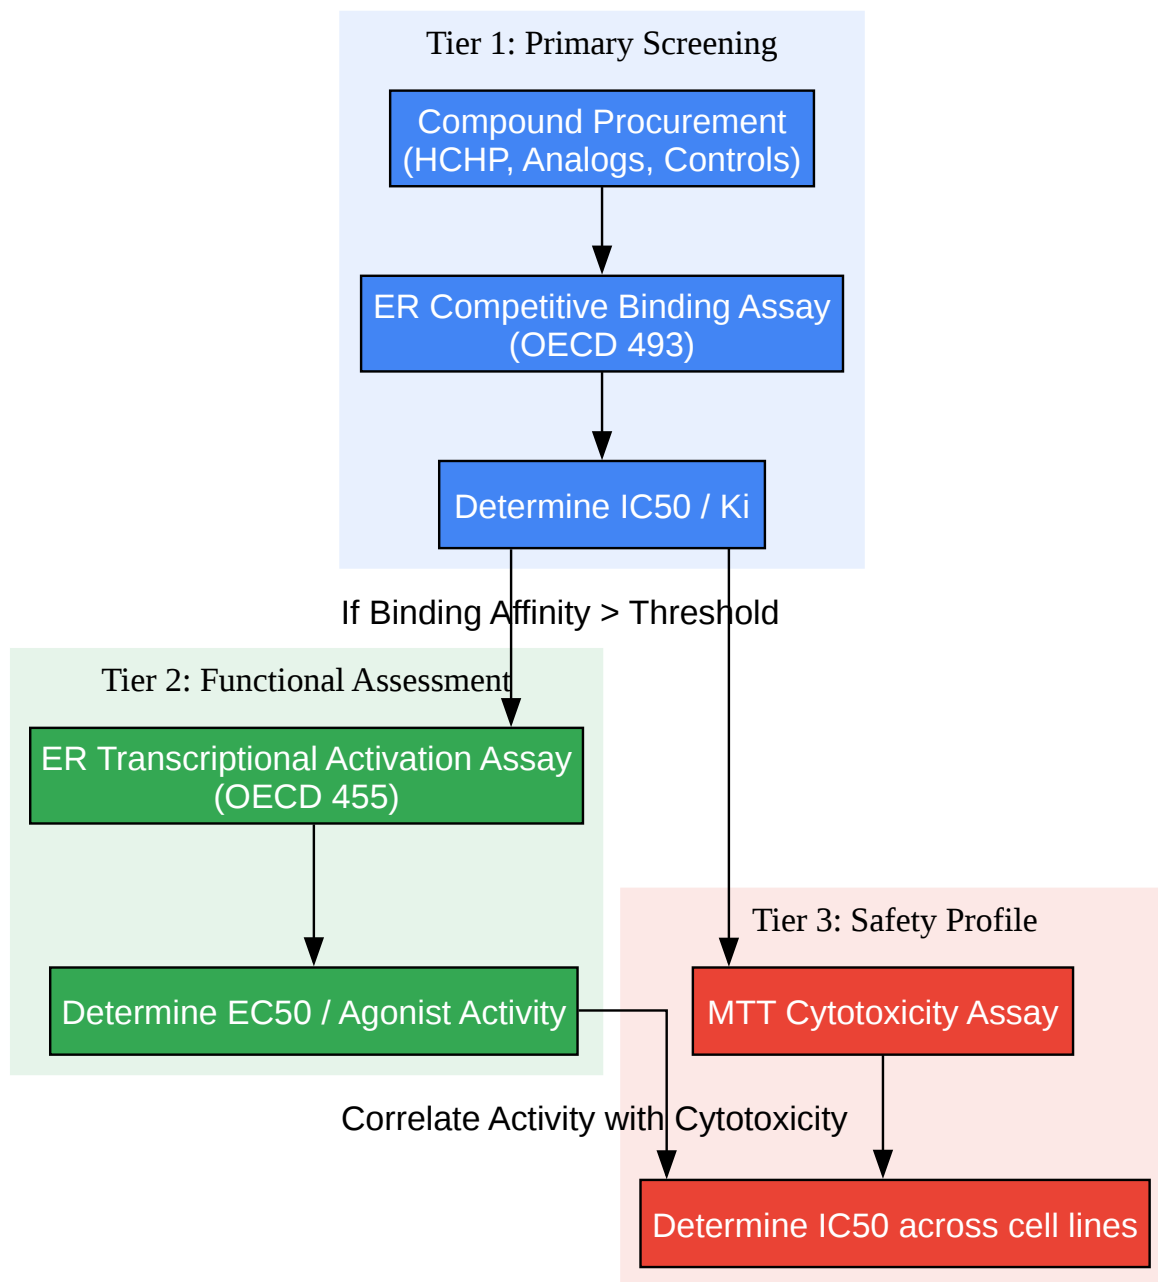 Tier 1: Primary Screening
Compound Procurement
(HCHP, Analogs, Controls)
ER Competitive Binding Assay
(OECD 493)
Determine IC50 / Ki
If Binding Affinity > Threshold
Tier 2: Functional Assessment
ER Transcriptional Activation Assay
(OECD 455)
Tier 3: Safety Profile
Determine EC50 / Agonist Activity
MTT Cytotoxicity Assay
Correlate Activity with Cytotoxicity
Determine IC50 across cell lines